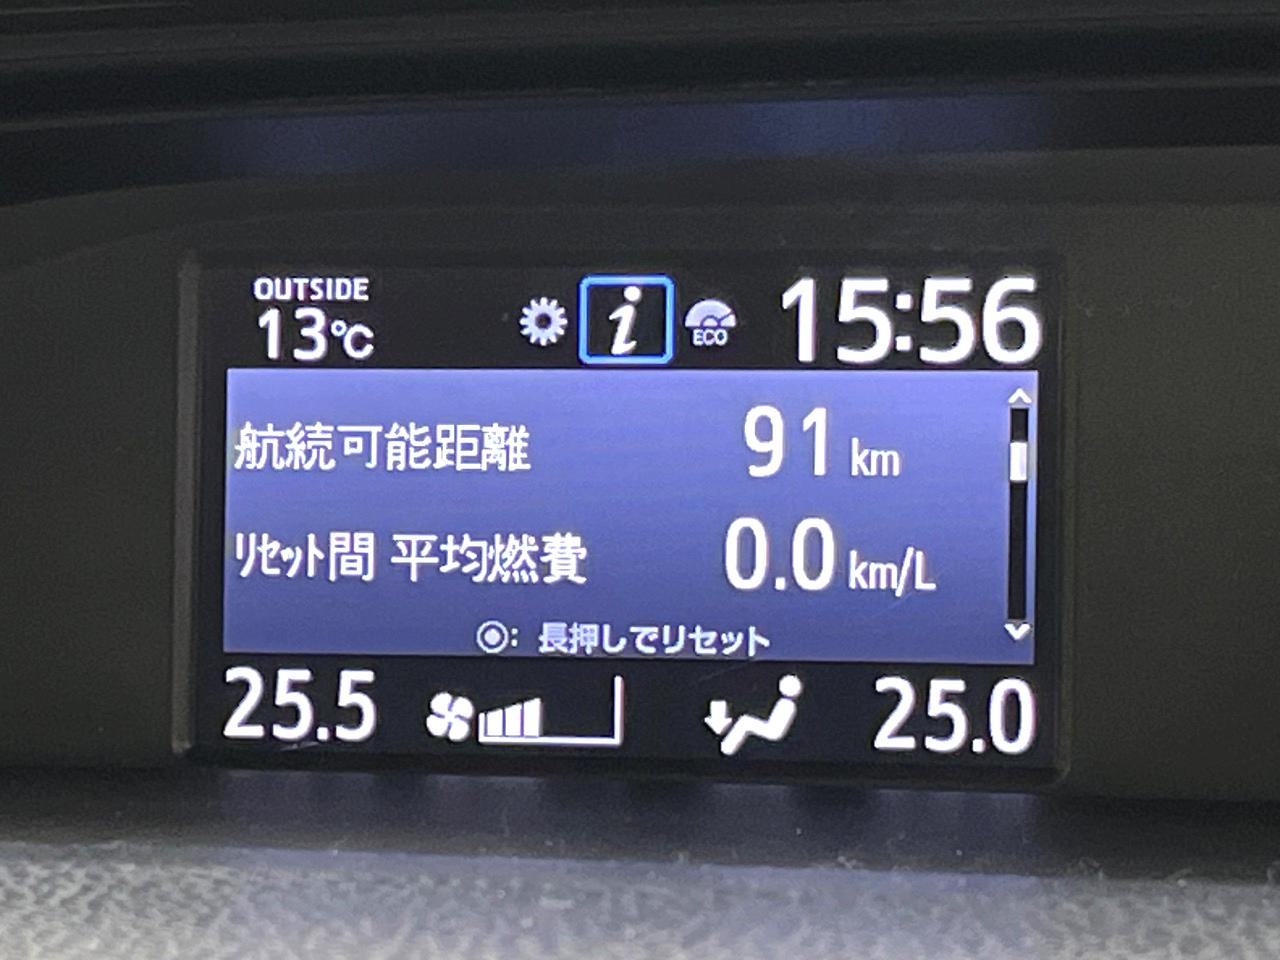 OUTSIDE
13℃
i
ECO
15:56
航続可能距離 91 km
ﾘｾｯﾄ間 平均燃費 0.0 km/L
◉: 長押しでリセット
25.5
25.0